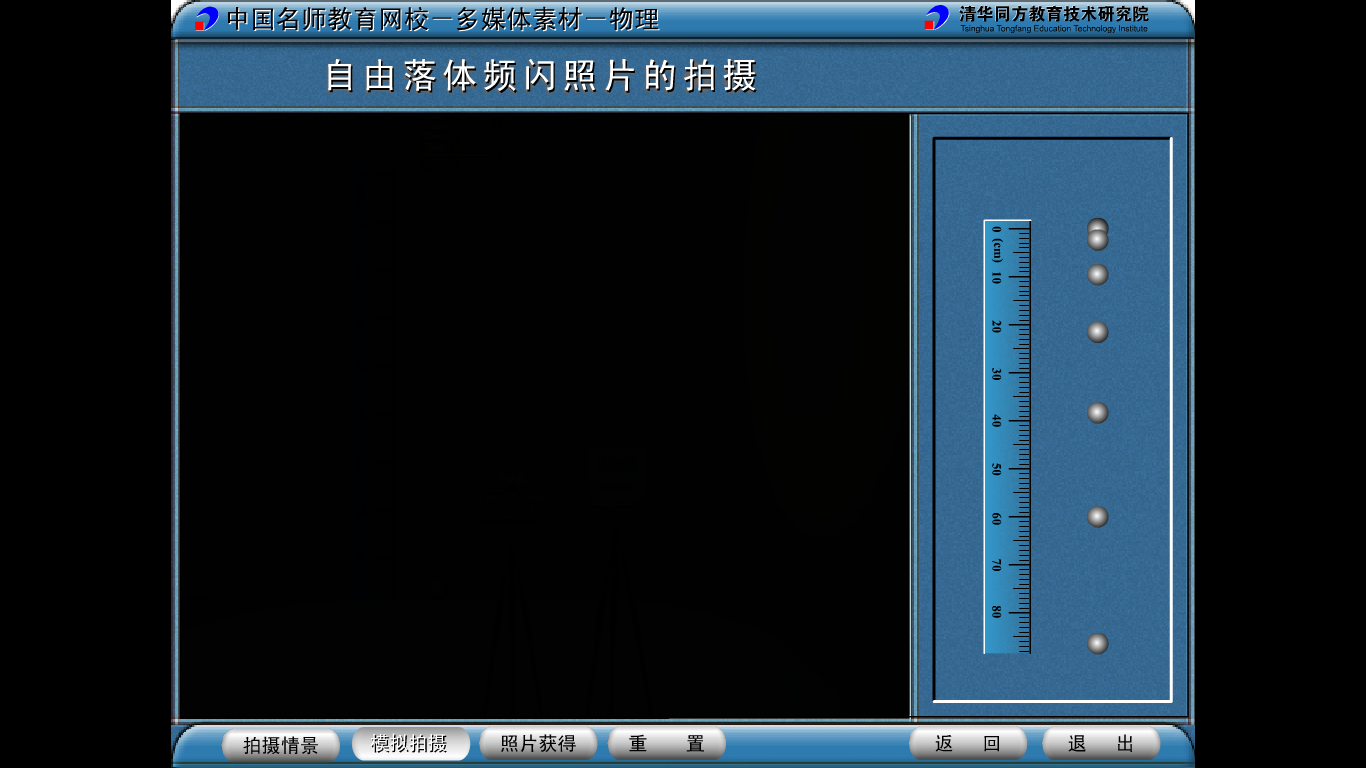 中国名师教育网校－多媒体素材－物理
清华同方教育技术研究院
Tsinghua Tongfang Education Technology Institute
自由落体频闪照片的拍摄
0 (cm)
10
20
30
40
50
60
70
80
拍摄情景
模拟拍摄
照片获得
重 置
返 回
退 出